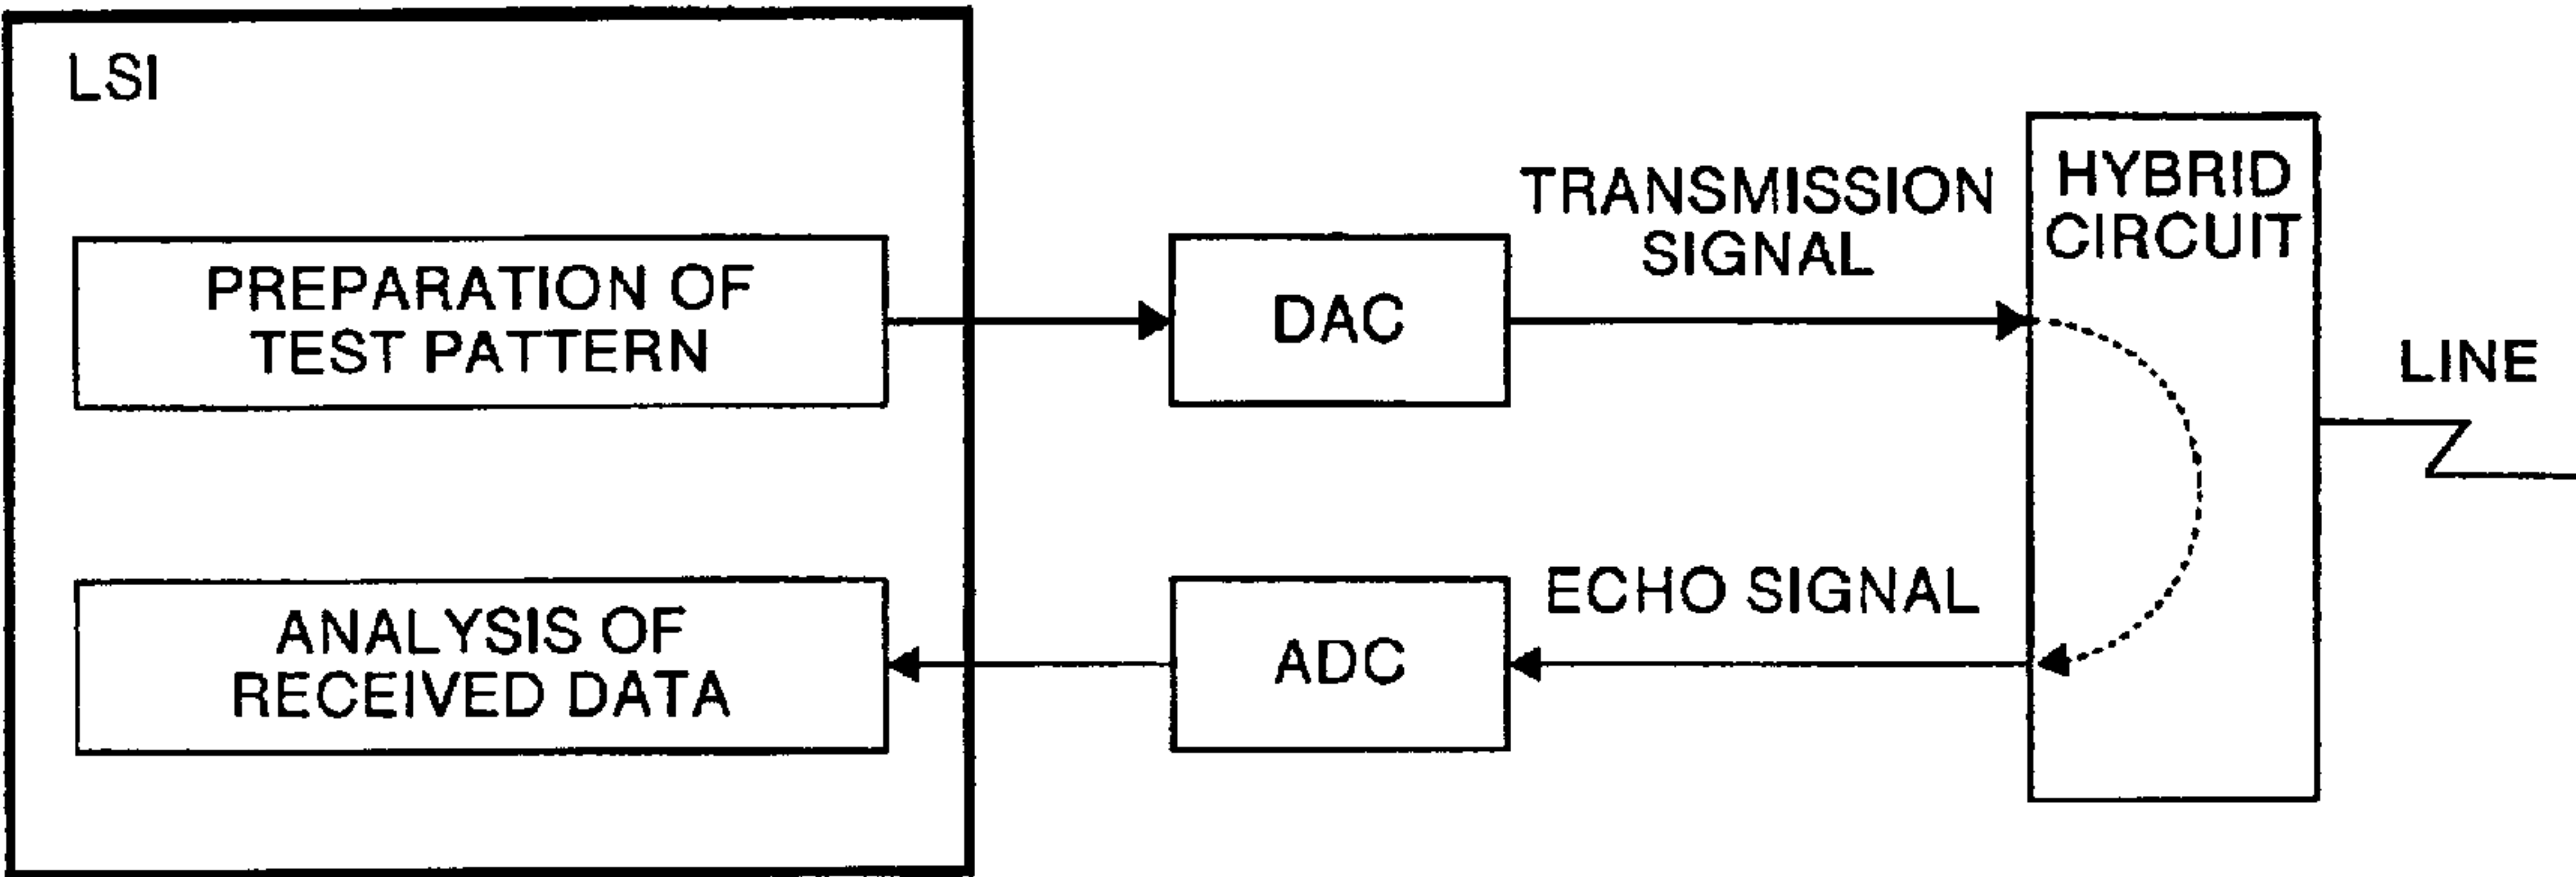 LSI
PREPARATION OF
TEST PATTERN
DAC
TRANSMISSION
SIGNAL
HYBRID
CIRCUIT
LINE
ANALYSIS OF
RECEIVED DATA
ADC
ECHO SIGNAL